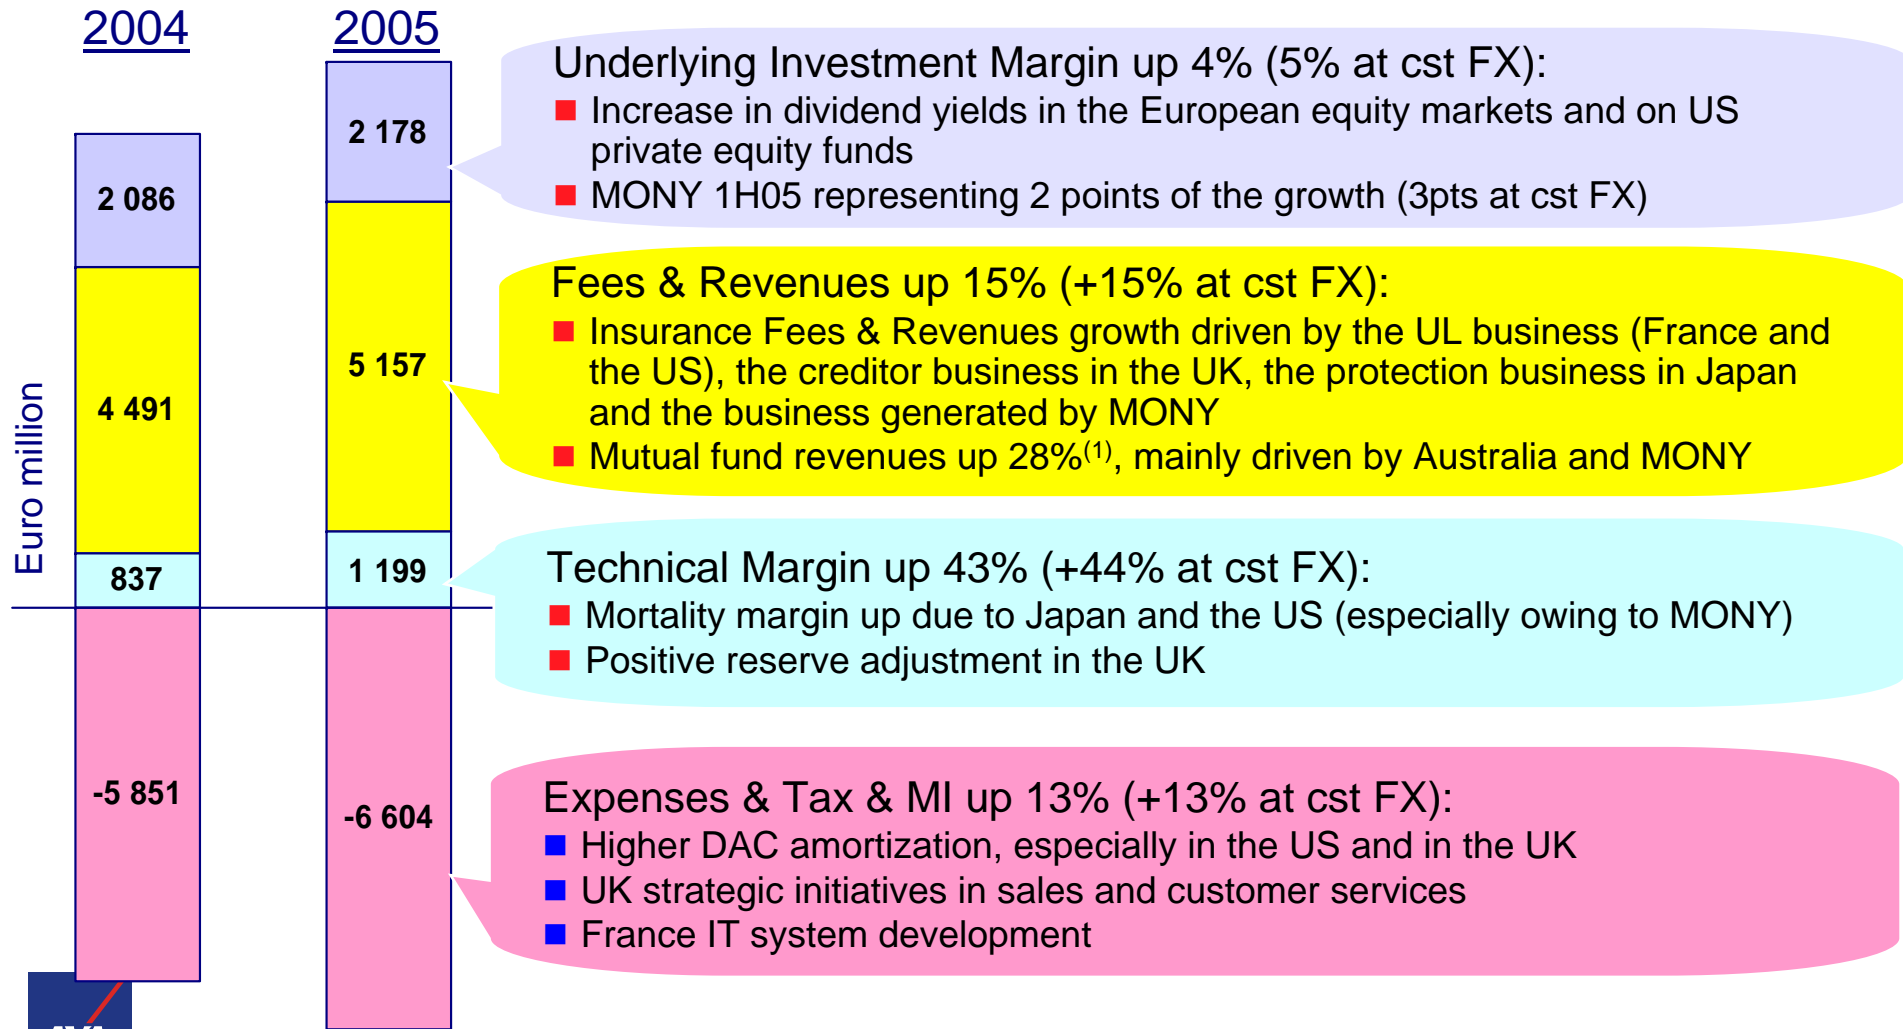 2004
2005
Euro million
2 086
4 491
837
-5 851
2 178
5 157
1 199
-6 604
Underlying Investment Margin up 4% (5% at cst FX):
Increase in dividend yields in the European equity markets and on US
private equity funds
MONY 1H05 representing 2 points of the growth (3pts at cst FX)
Fees & Revenues up 15% (+15% at cst FX):
Insurance Fees & Revenues growth driven by the UL business (France and
the US), the creditor business in the UK, the protection business in Japan
and the business generated by MONY
Mutual fund revenues up 28%(1), mainly driven by Australia and MONY
Technical Margin up 43% (+44% at cst FX):
Mortality margin up due to Japan and the US (especially owing to MONY)
Positive reserve adjustment in the UK
Expenses & Tax & MI up 13% (+13% at cst FX):
Higher DAC amortization, especially in the US and in the UK
UK strategic initiatives in sales and customer services
France IT system development